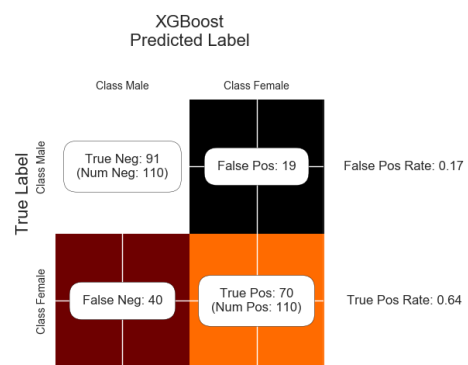 XGBoost
Predicted Label
Class Male
Class Female
True Label
Class Male
True Neg: 91
(Num Neg: 110)
False Pos: 19
False Pos Rate: 0.17
Class Female
False Neg: 40
True Pos: 70
(Num Pos: 110)
True Pos Rate: 0.64